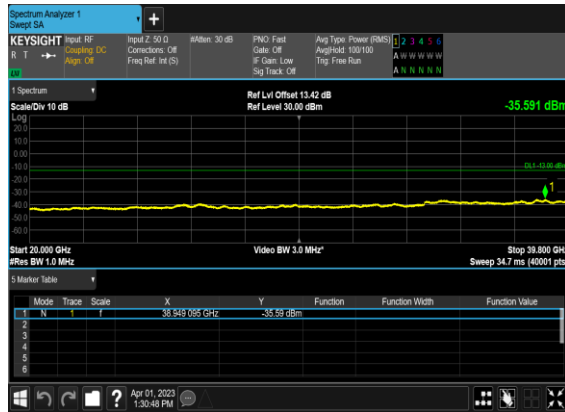 Spectrum Analyzer 1
Swept SA
+
KEYSIGHT Input: RF Input Z: 50 Ω #Atten: 30 dB PNO: Fast Avg Type: Power (RMS) 1 2 3 4 5 6
R T Coupling: DC Corrections: Off Gate: Off Avg|Hold: 100/100 A W W W W W
Align: Off Freq Ref: Int (S) IF Gain: Low Trig: Free Run
Sig Track: Off A N N N N N
1 Spectrum
Ref Lvl Offset 13.42 dB
Scale/Div 10 dB Ref Level 30.00 dBm -35.591 dBm
Log
20.0
10.0
0.00
-10.0 DL1 -13.00 dBm
-20.0
-30.0 1
-40.0
-50.0
-60.0
Start 20.000 GHz Video BW 3.0 MHz* Stop 39.800 GHz
#Res BW 1.0 MHz Sweep 34.7 ms (40001 pts)
5 Marker Table
Mode Trace Scale X Y Function Function Width Function Value
1 N 1 f 38.949 095 GHz -35.59 dBm
2
3
4
5
6
? Apr 01, 2023
1:30:48 PM